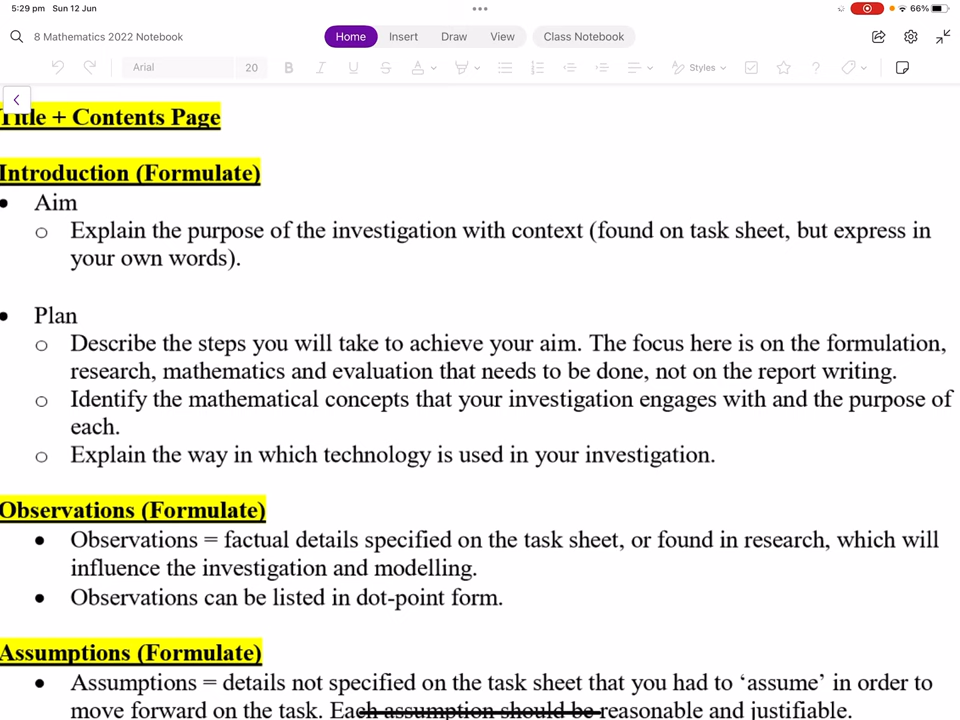 5:29 pm Sun 12 Jun
66%
8 Mathematics 2022 Notebook
Home Insert Draw View Class Notebook
Arial 20 B I U S A Styles
Title + Contents Page
Introduction (Formulate)
• Aim
o Explain the purpose of the investigation with context (found on task sheet, but express in
your own words).
• Plan
o Describe the steps you will take to achieve your aim. The focus here is on the formulation,
research, mathematics and evaluation that needs to be done, not on the report writing.
o Identify the mathematical concepts that your investigation engages with and the purpose of
each.
o Explain the way in which technology is used in your investigation.
Observations (Formulate)
• Observations = factual details specified on the task sheet, or found in research, which will
influence the investigation and modelling.
• Observations can be listed in dot-point form.
Assumptions (Formulate)
• Assumptions = details not specified on the task sheet that you had to ‘assume’ in order to
move forward on the task. Each assumption should be reasonable and justifiable.